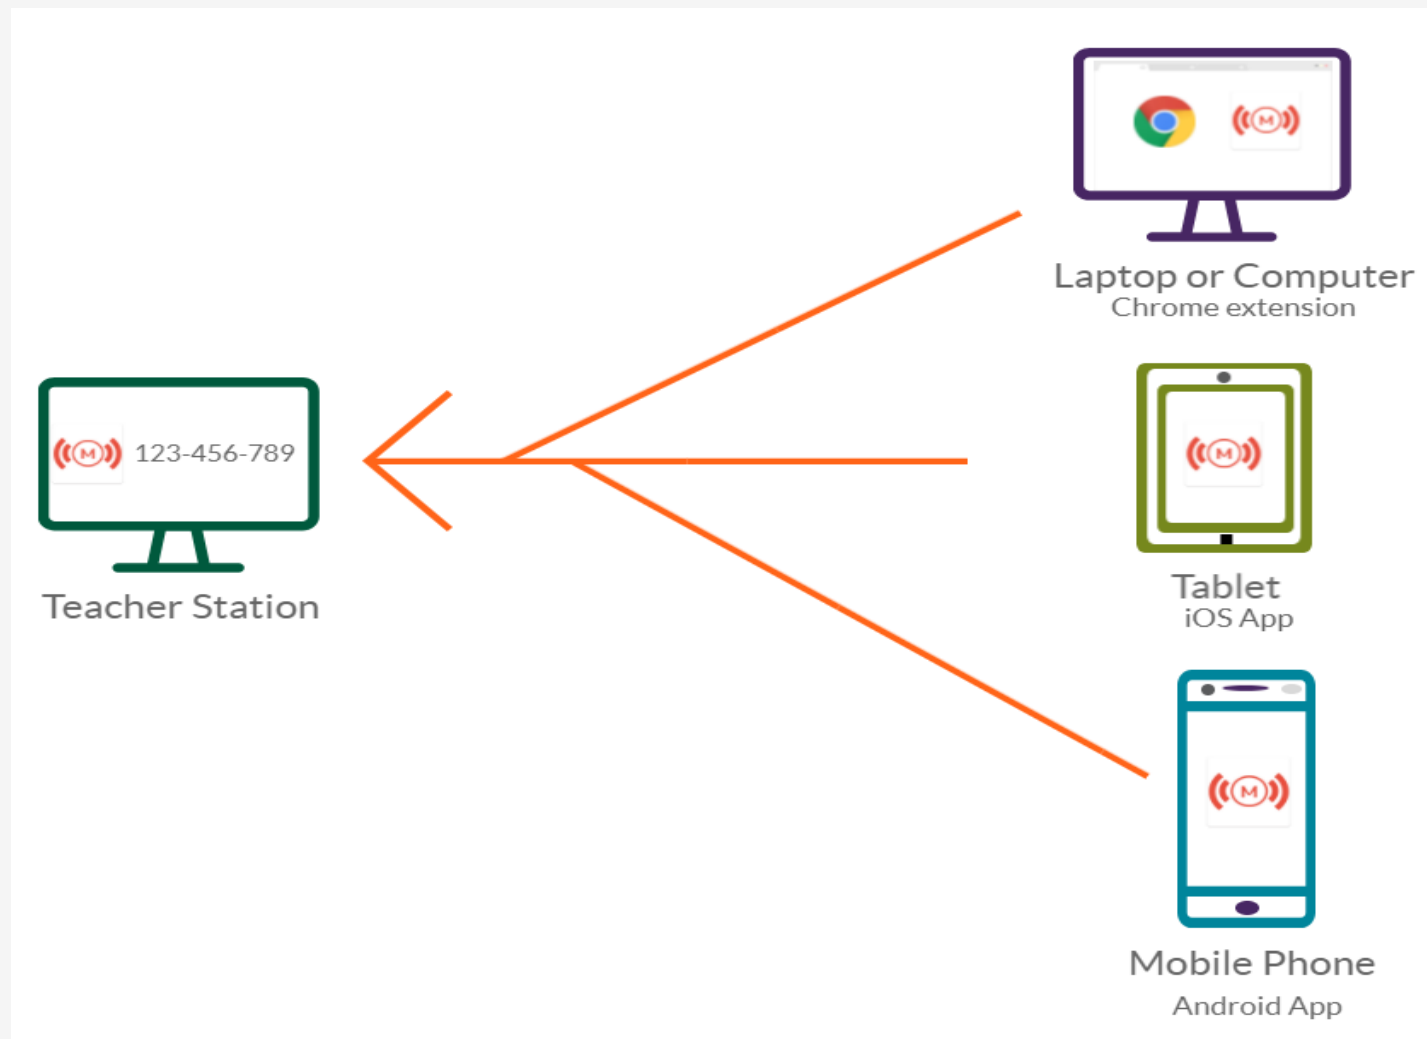 M
Laptop or Computer
Chrome extension
M
123-456-789
Teacher Station
M
Tablet
iOS App
M
Mobile Phone
Android App